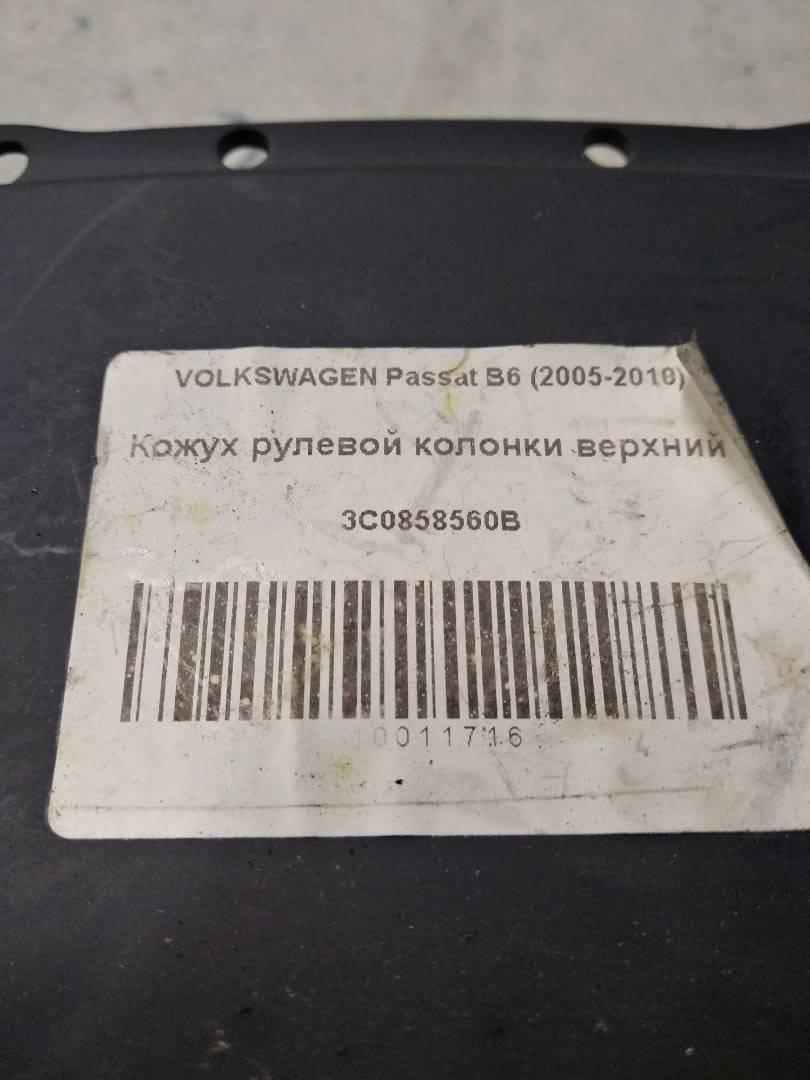 VOLKSWAGEN Passat B6 (2005-2010)
Кожух рулевой колонки верхний
3C0858560B
10011716